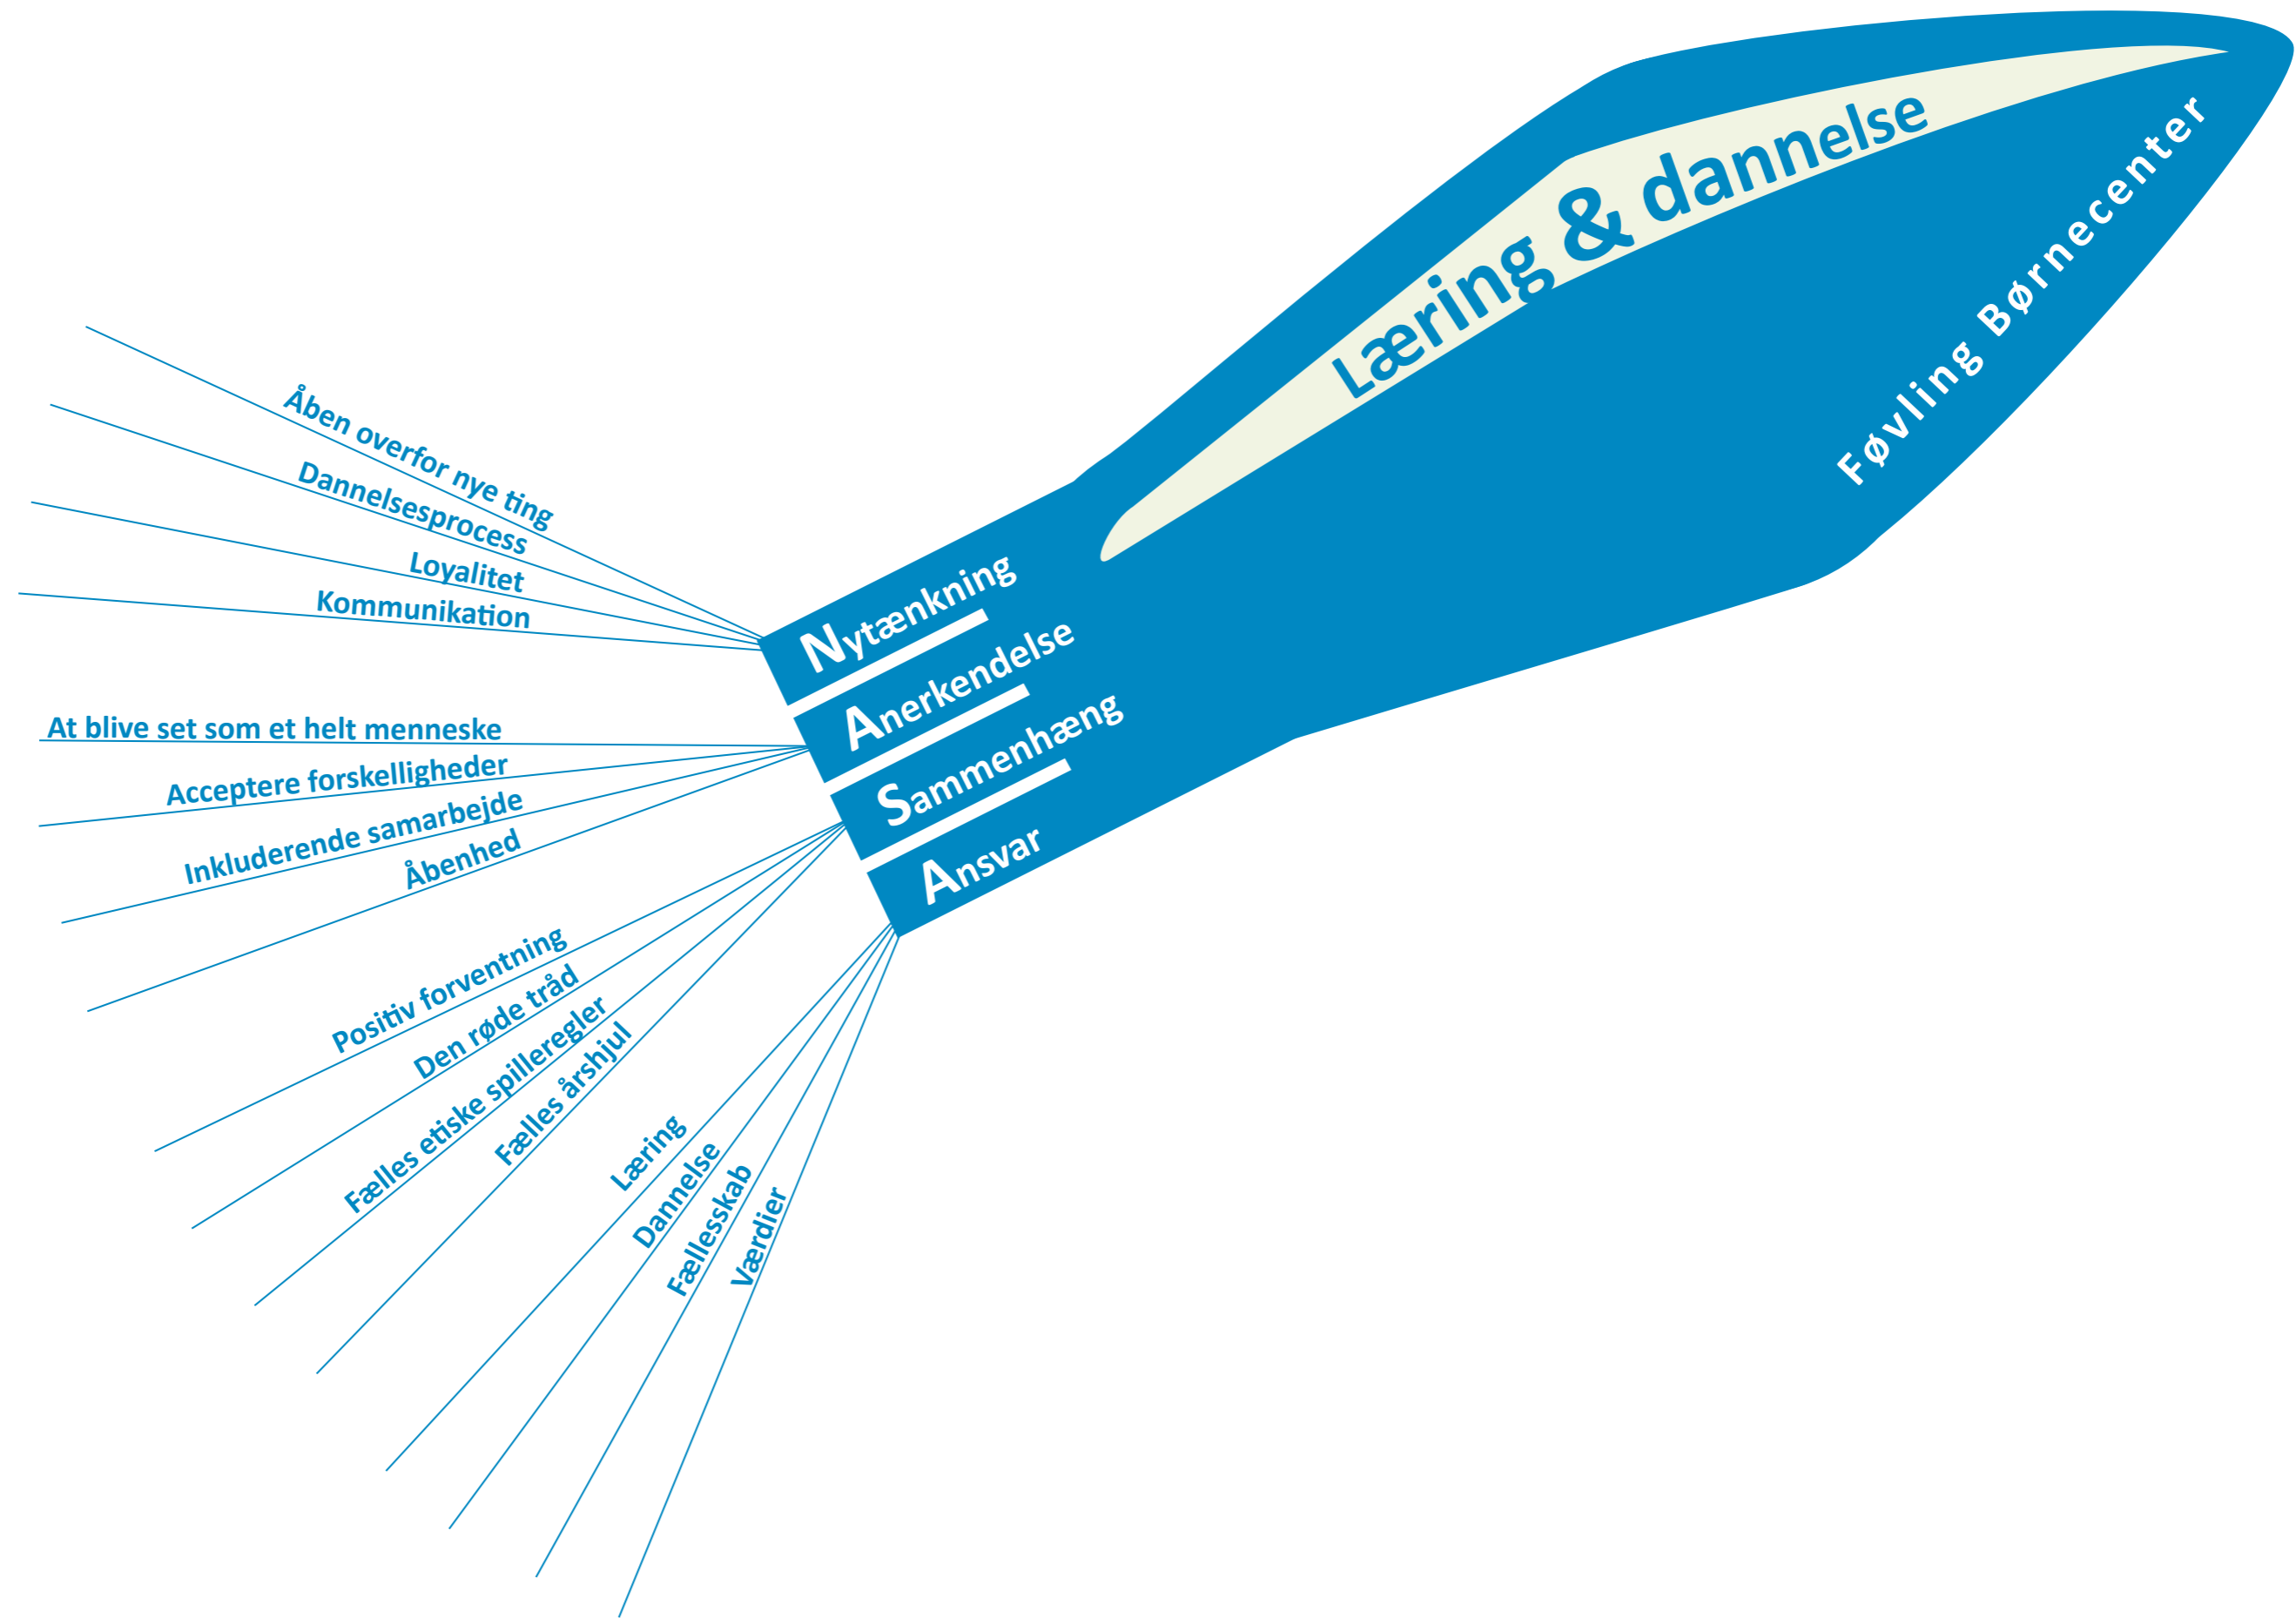 Læring & dannelse
Føvling Børnecenter
Nytænkning
Åben overfor nye ting
Dannelsesprocess
Loyalitet
Kommunikation
Anerkendelse
At blive set som et helt menneske
Acceptere forskelligheder
Inkluderende samarbejde
Åbenhed
Sammenhæng
Positiv forventning
Den røde tråd
Fælles etiske spilleregler
Fælles årshjul
Ansvar
Læring
Dannelse
Fællesskab
Værdier